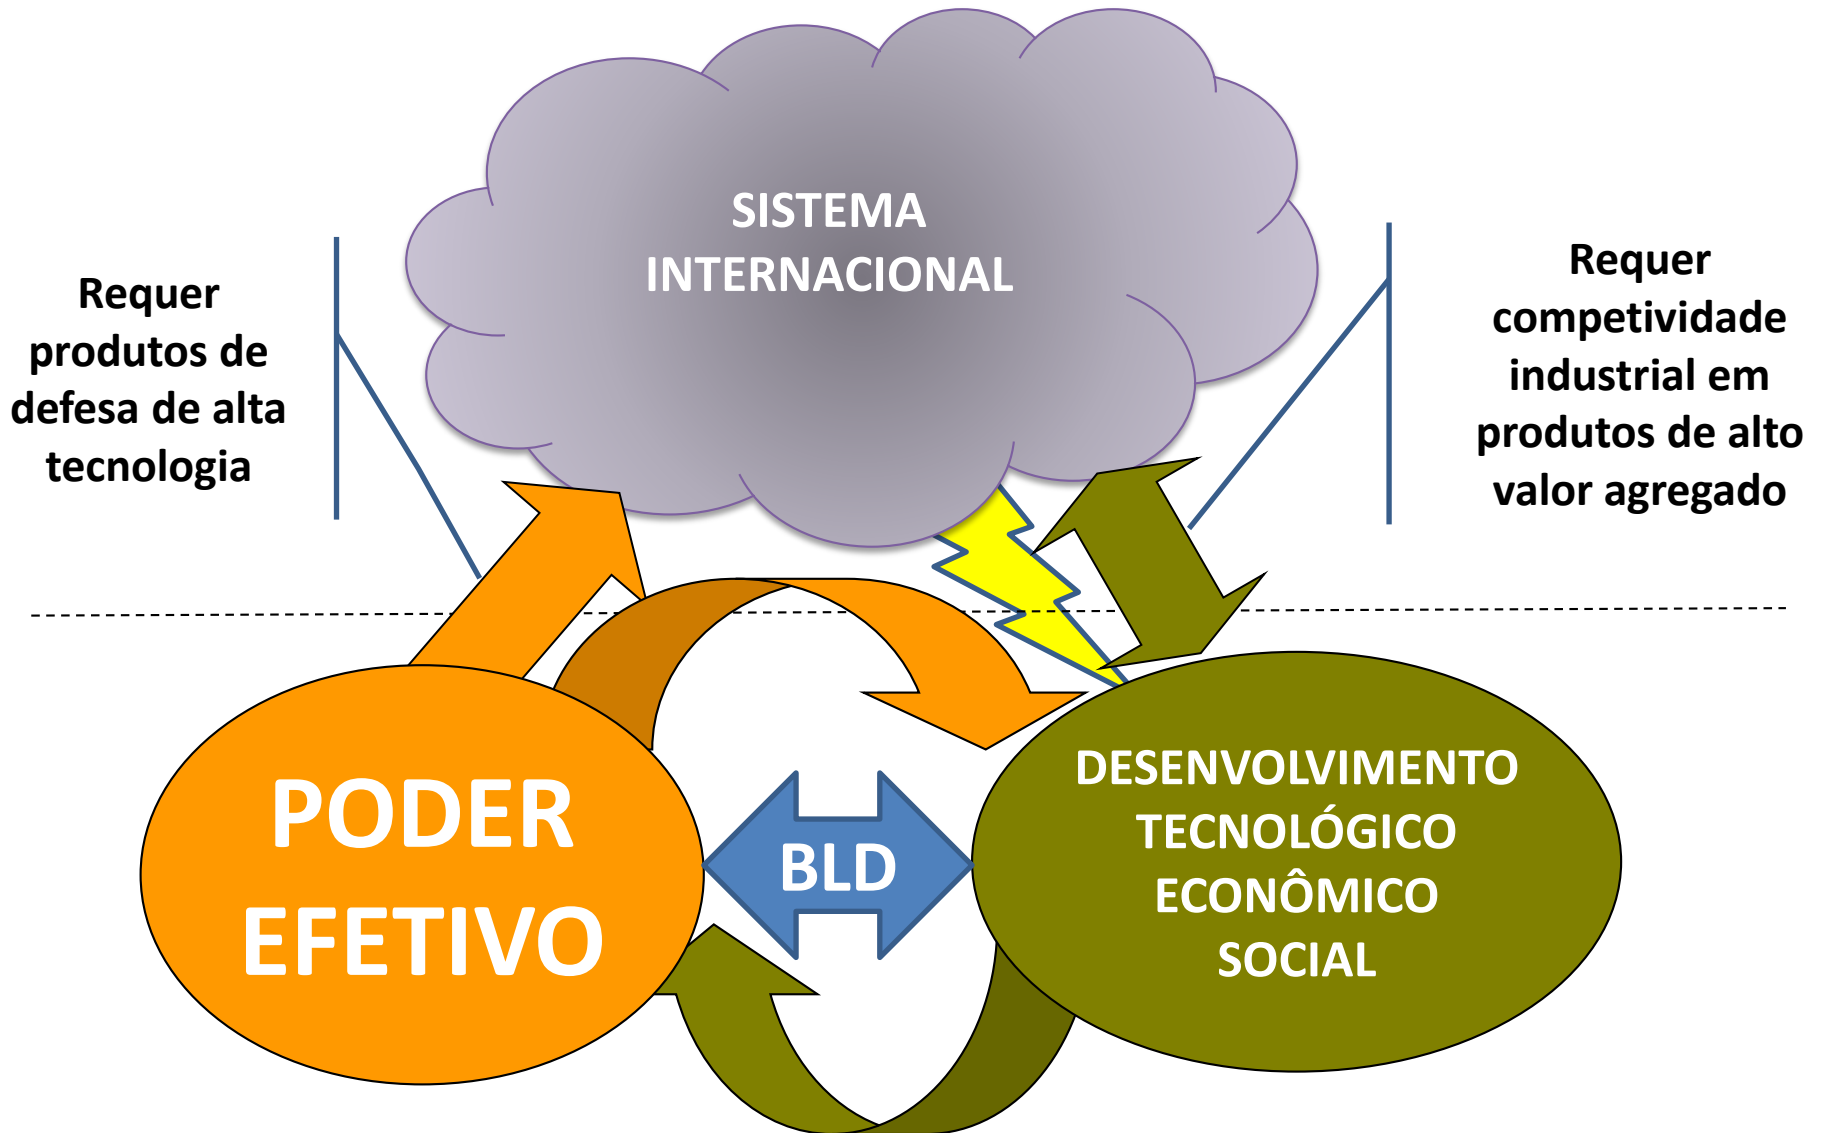 SISTEMA
INTERNACIONAL
Requer
produtos de
defesa de alta
tecnologia
Requer
competividade
industrial em
produtos de alto
valor agregado
PODER
EFETIVO
BLD
DESENVOLVIMENTO
TECNOLÓGICO
ECONÔMICO
SOCIAL